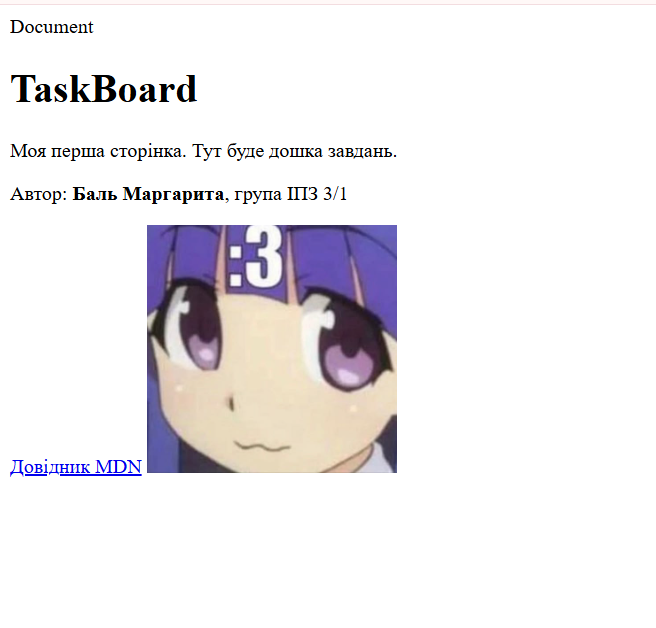 Document
TaskBoard
Моя перша сторінка. Тут буде дошка завдань.
Автор: Баль Маргарита, група ІПЗ 3/1
:3
Довідник MDN